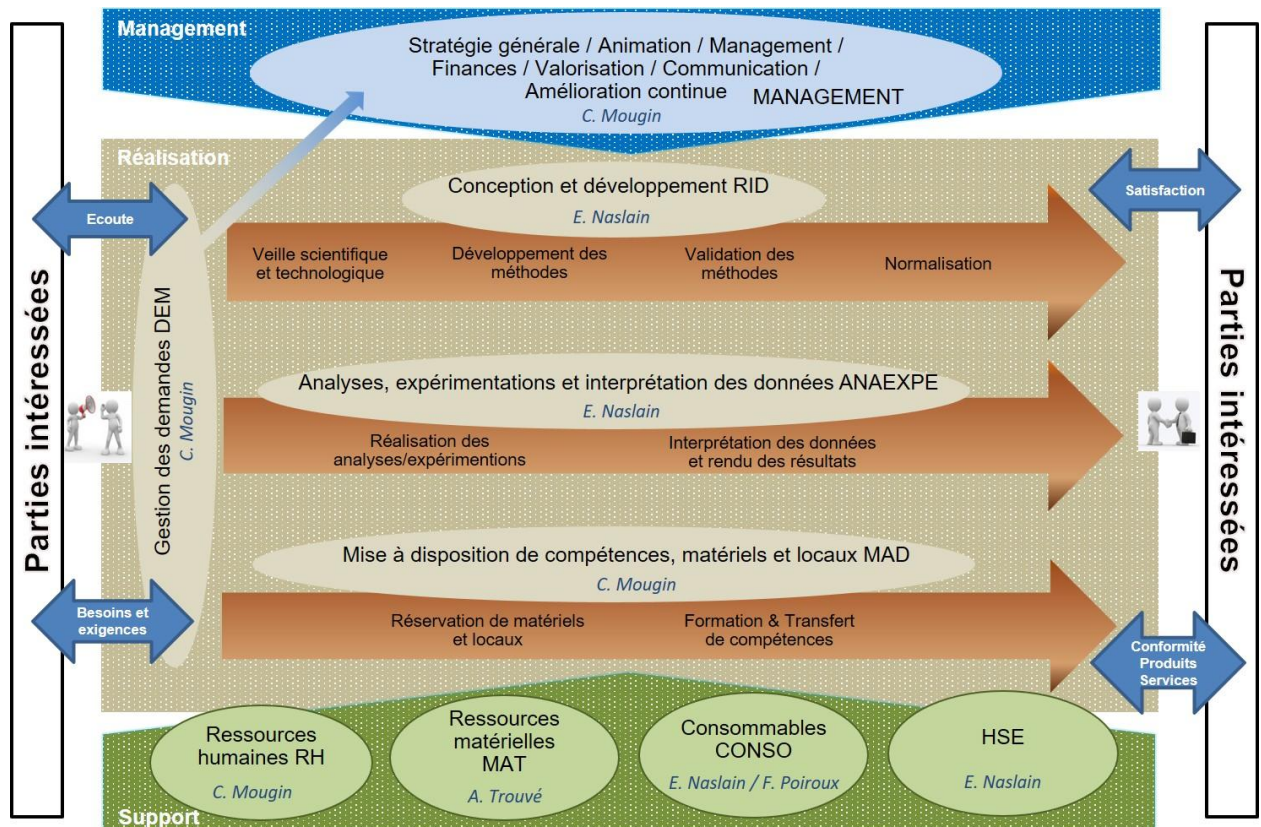 Management
Stratégie générale / Animation / Management /
Finances / Valorisation / Communication /
Amélioration continue MANAGEMENT
C. Mougin
Réalisation
Parties intéressées
Ecoute
Besoins et
exigences
Gestion des demandes DEM
C. Mougin
Conception et développement RID
E. Naslain
Veille scientifique
et technologique
Développement des
méthodes
Validation des
méthodes
Normalisation
Analyses, expérimentations et interprétation des données ANAEXPE
E. Naslain
Réalisation des
analyses/expérimentions
Interprétation des données
et rendu des résultats
Mise à disposition de compétences, matériels et locaux MAD
C. Mougin
Réservation de matériels
et locaux
Formation & Transfert
de compétences
Satisfaction
Conformité
Produits
Services
Parties intéressées
Ressources
humaines RH
C. Mougin
Ressources
matérielles
MAT
A. Trouvé
Consommables
CONSO
E. Naslain / F. Poiroux
HSE
E. Naslain
Support